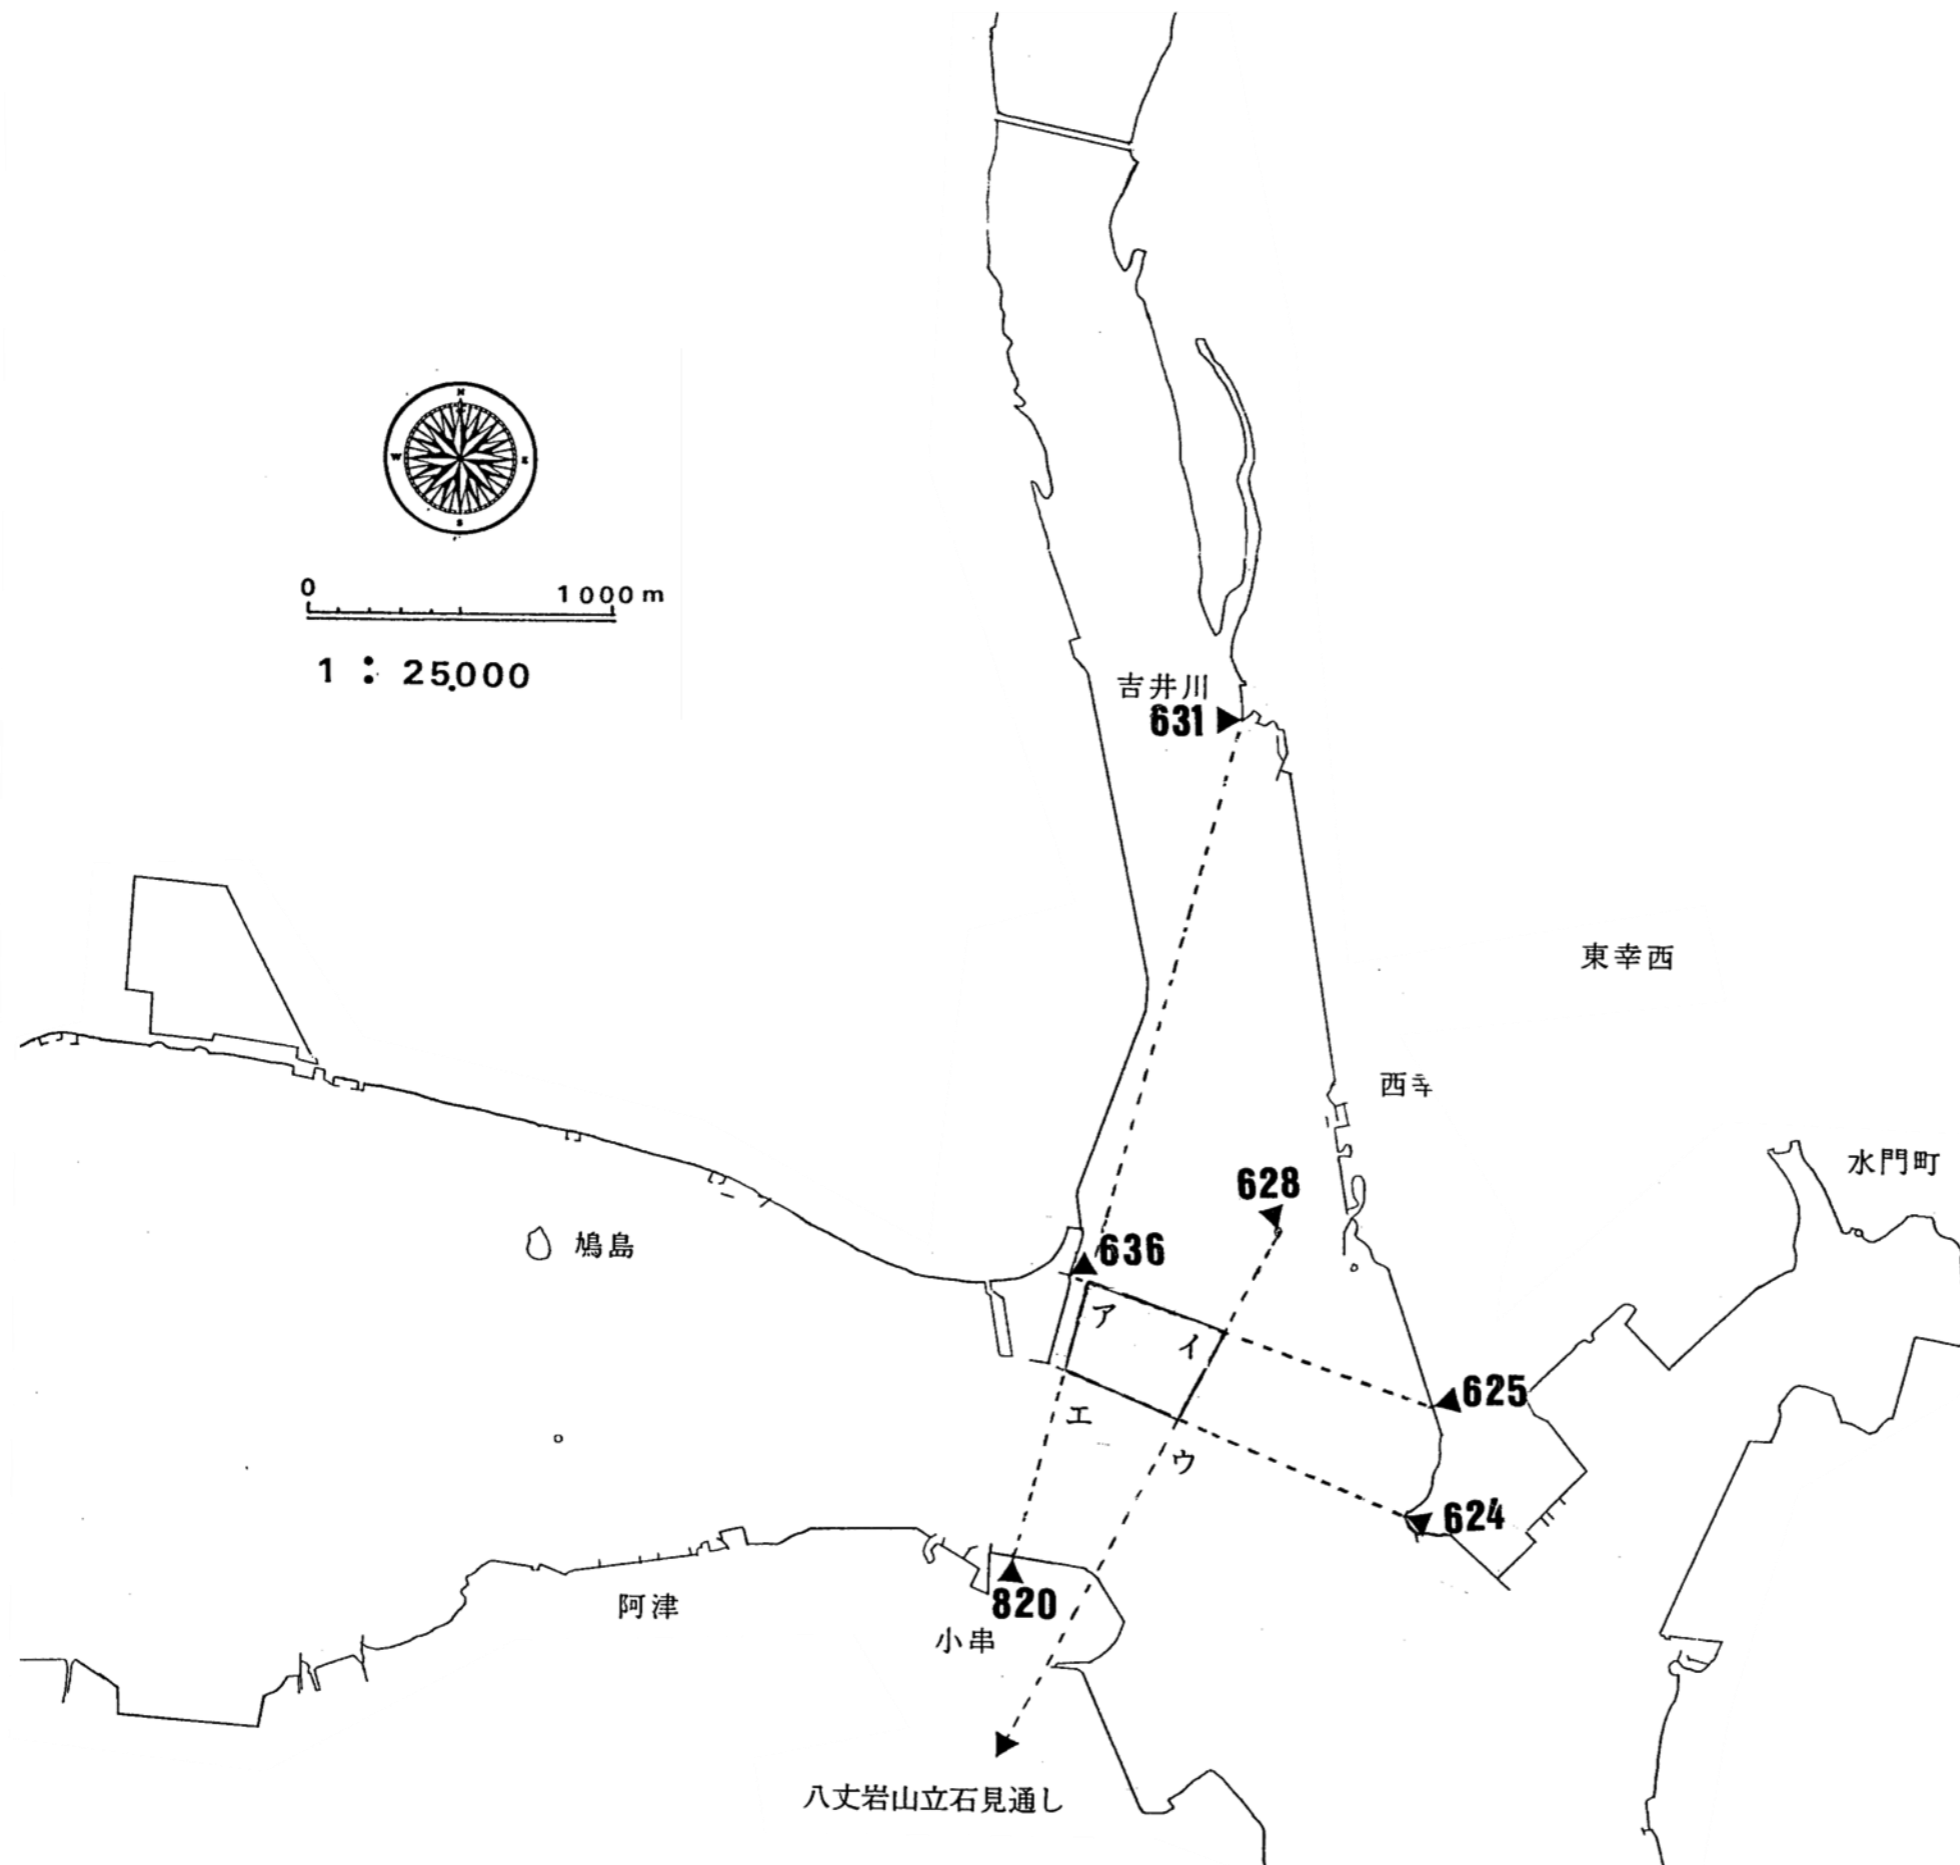 N
W
E
S
0 1000m
1 : 25.000
吉井川
631
東幸西
西寺
水門町
628
鳩島
636
ア
イ
625
エ
ウ
624
820
阿津
小串
八丈岩山立石見通し